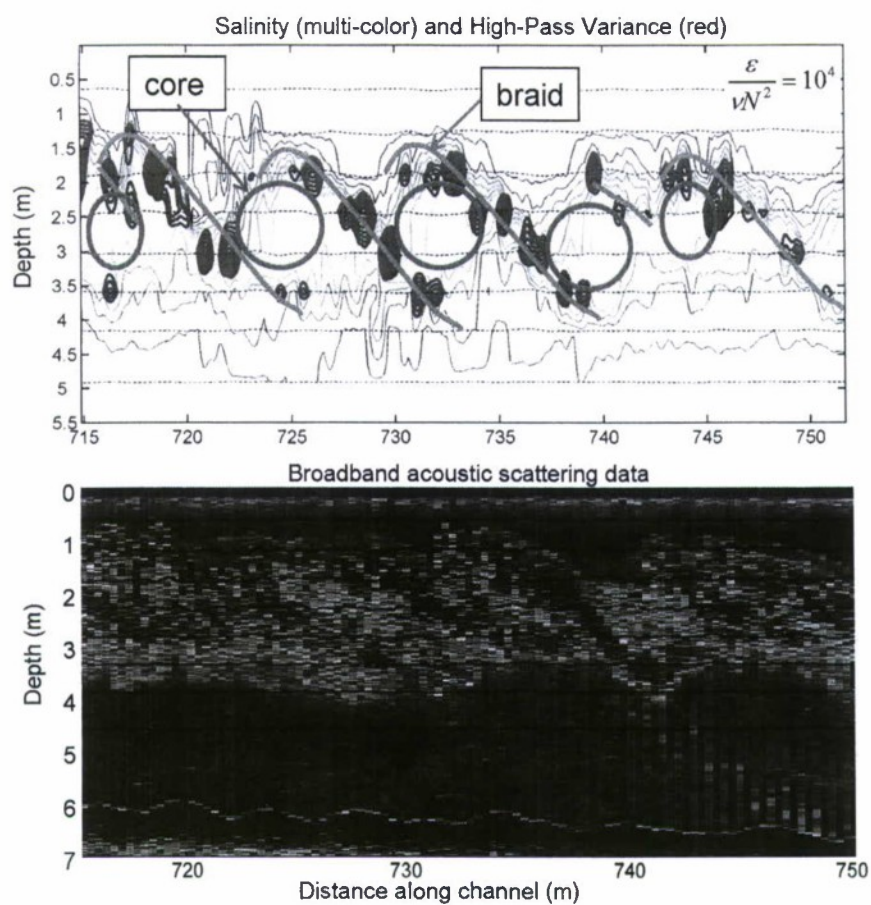 Salinity (multi-color) and High-Pass Variance (red)
core
braid
ε/νN² = 10⁴
Depth (m)
0.5
1
1.5
2
2.5
3
3.5
4
4.5
5
5.5
715 720 725 730 735 740 745 750
Broadband acoustic scattering data
Depth (m)
0
1
2
3
4
5
6
7
720 730 740 750
Distance along channel (m)